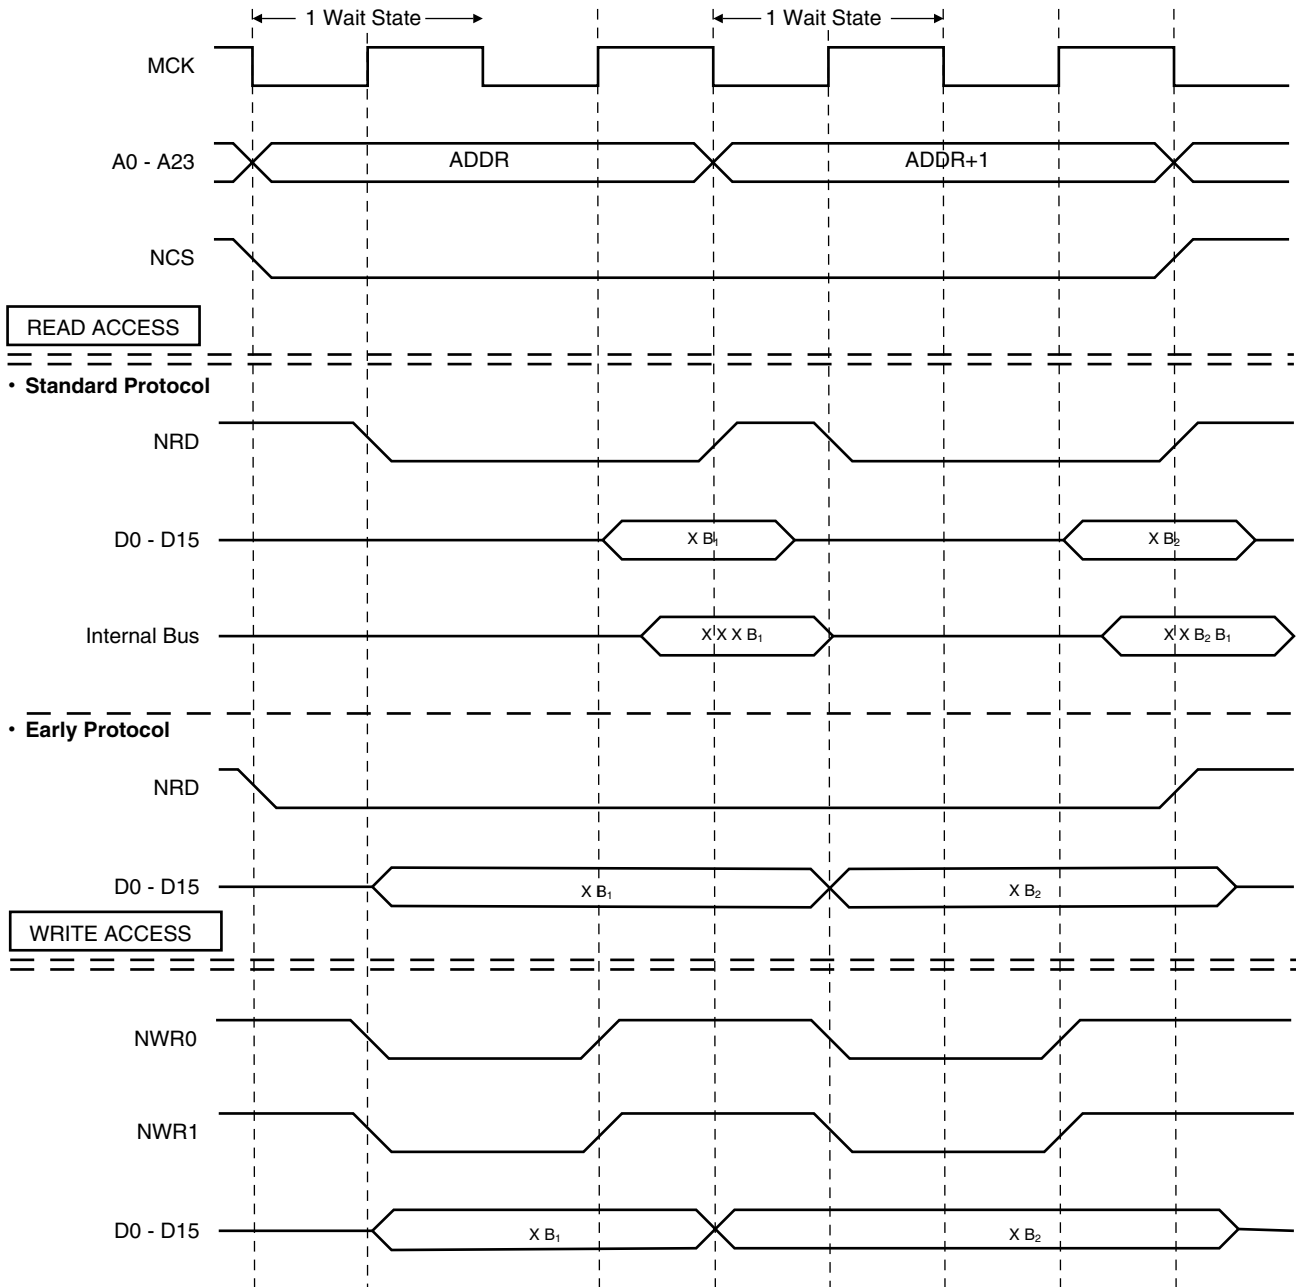 1 Wait State 1 Wait State
MCK
A0 - A23 ADDR ADDR+1
NCS
READ ACCESS
• Standard Protocol
NRD
D0 - D15 X B₁ X B₂
Internal Bus X X X B₁ X X B₂ B₁
• Early Protocol
NRD
D0 - D15 X B₁ X B₂
WRITE ACCESS
NWR0
NWR1
D0 - D15 X B₁ X B₂